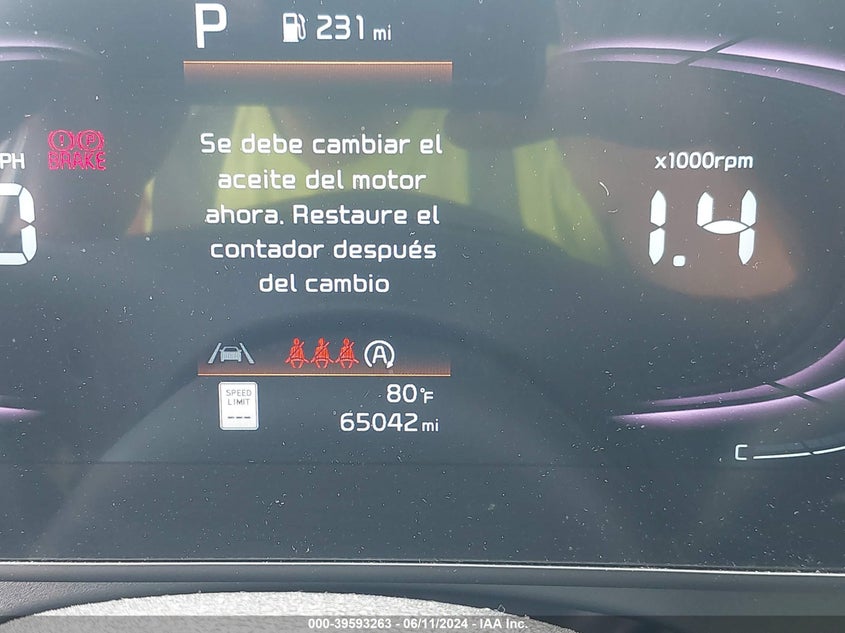 P 231 mi
Se debe cambiar el
aceite del motor
ahora. Restaure el
contador después
del cambio
PH
BRAKE
0
x1000rpm
1.4
A
SPEED
LIMIT
---
80°F
65042 mi
C
000-39593263 - 06/11/2024 - IAA Inc.